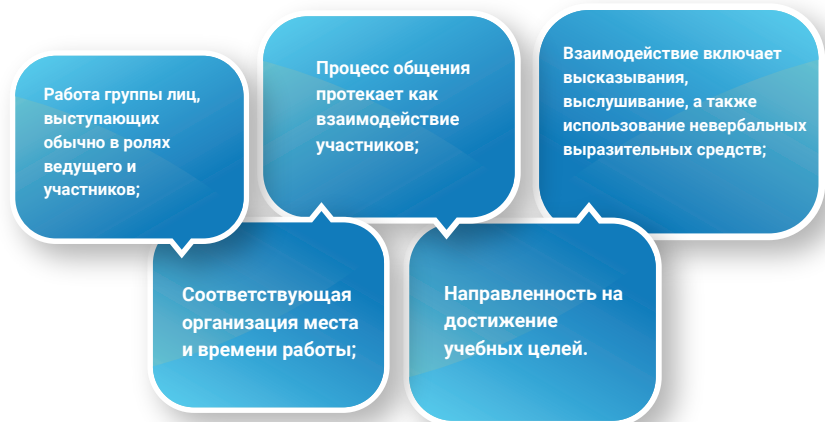 Работа группы лиц,
выступающих
обычно в ролях
ведущего и
участников;
Процесс общения
протекает как
взаимодействие
участников;
Взаимодействие включает
высказывания,
выслушивание, а также
использование невербальных
выразительных средств;
Соответствующая
организация места
и времени работы;
Направленность на
достижение
учебных целей.